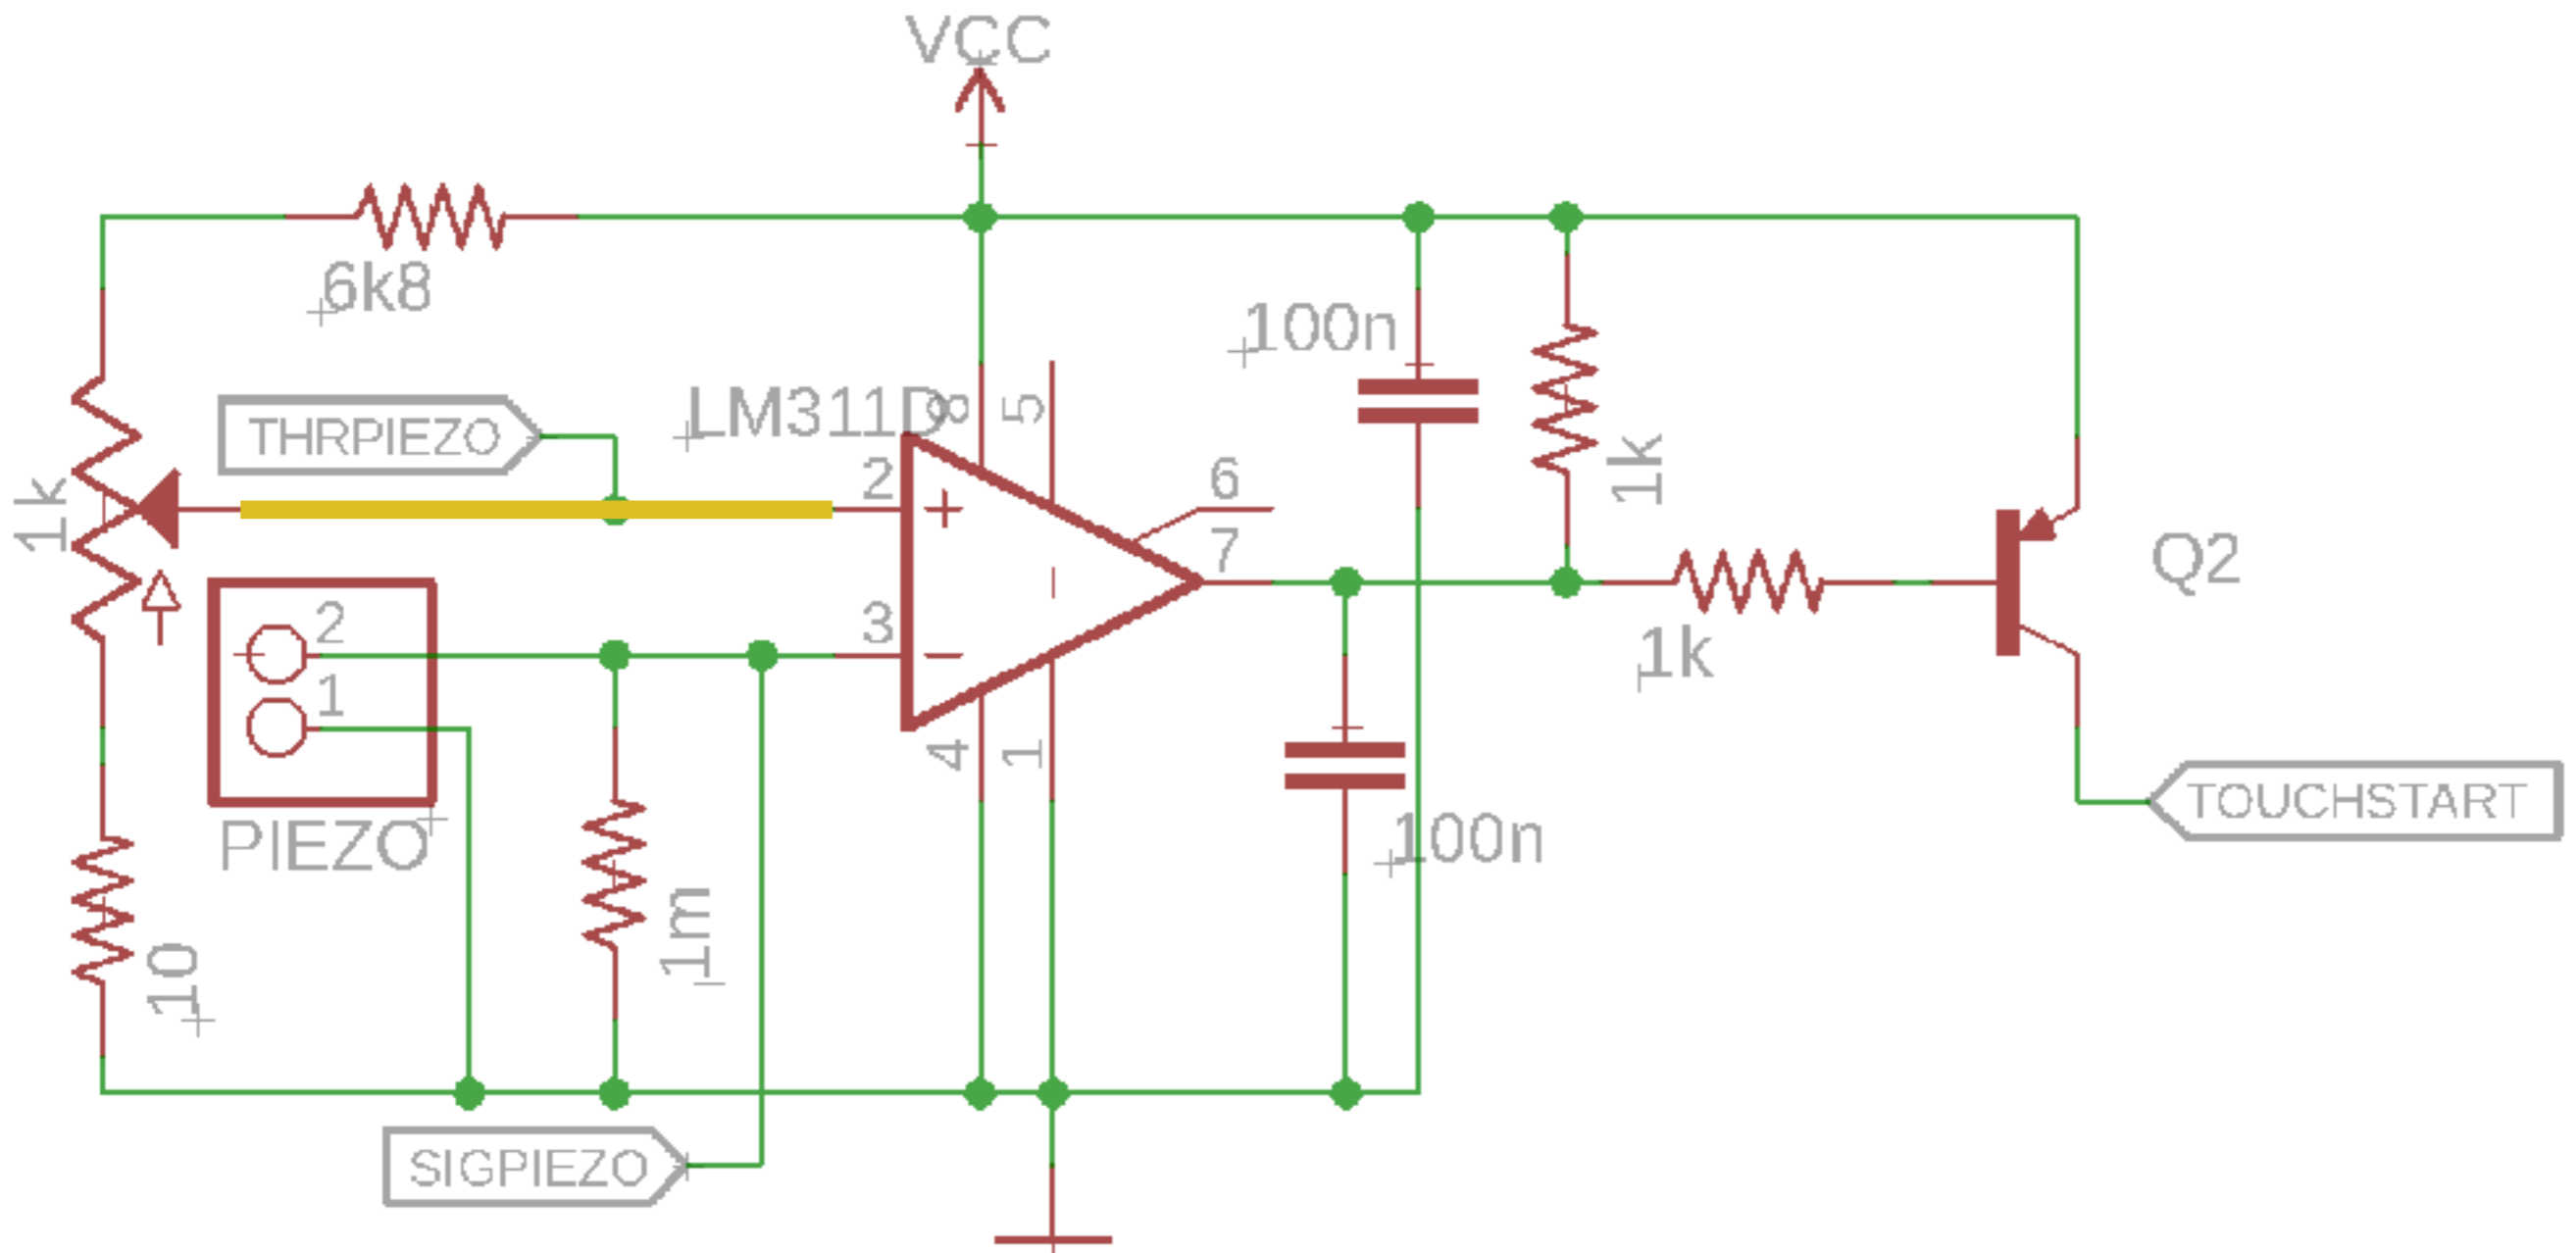 VCC
6k8
100n
THRPIEZO
LM311D
8
5
2
6
1k
1k
7
Q2
2
3
1k
1
4
1
TOUCHSTART
PIEZO
100n
1m
10
SIGPIEZO
+
-